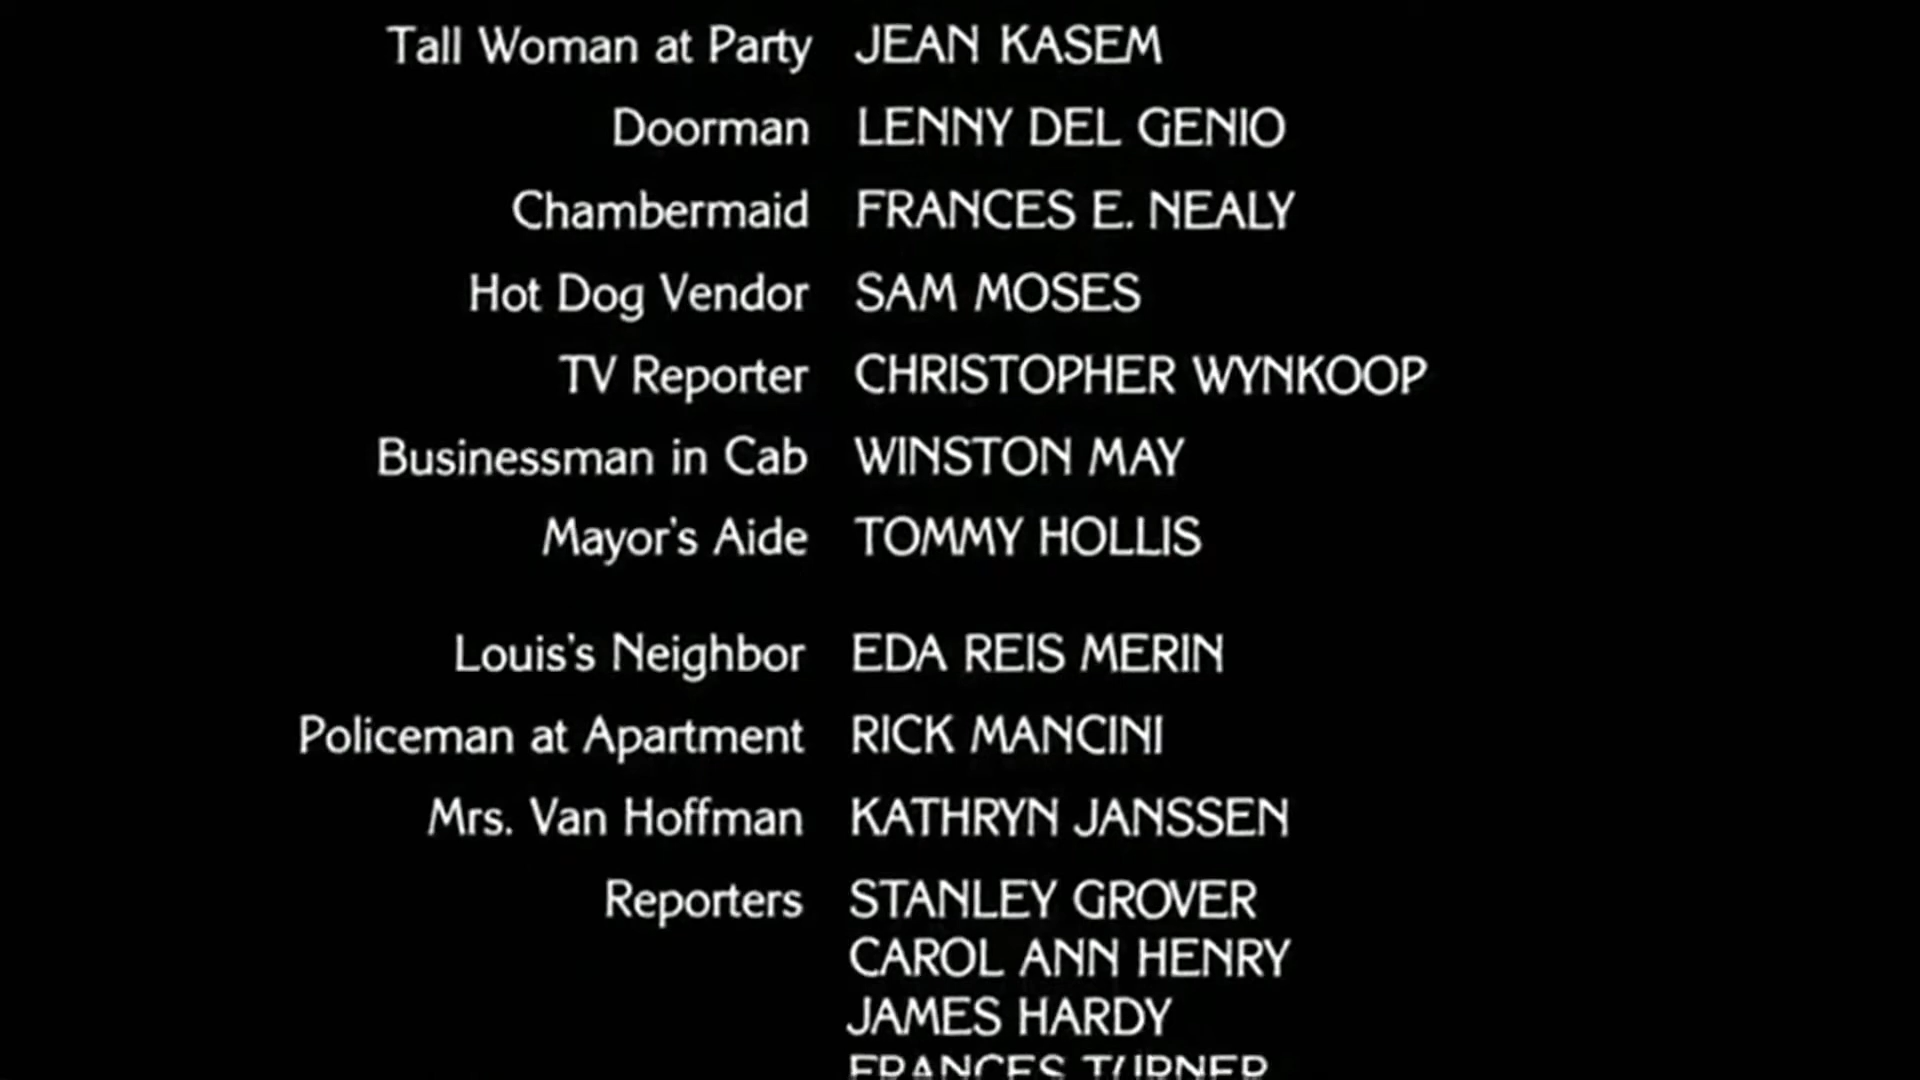 Tall Woman at Party JEAN KASEM
Doorman LENNY DEL GENIO
Chambermaid FRANCES E. NEALY
Hot Dog Vendor SAM MOSES
TV Reporter CHRISTOPHER WYNKOOP
Businessman in Cab WINSTON MAY
Mayor's Aide TOMMY HOLLIS
Louis's Neighbor EDA REIS MERIN
Policeman at Apartment RICK MANCINI
Mrs. Van Hoffman KATHRYN JANSSEN
Reporters STANLEY GROVER
CAROL ANN HENRY
JAMES HARDY
FRANCES TURNER